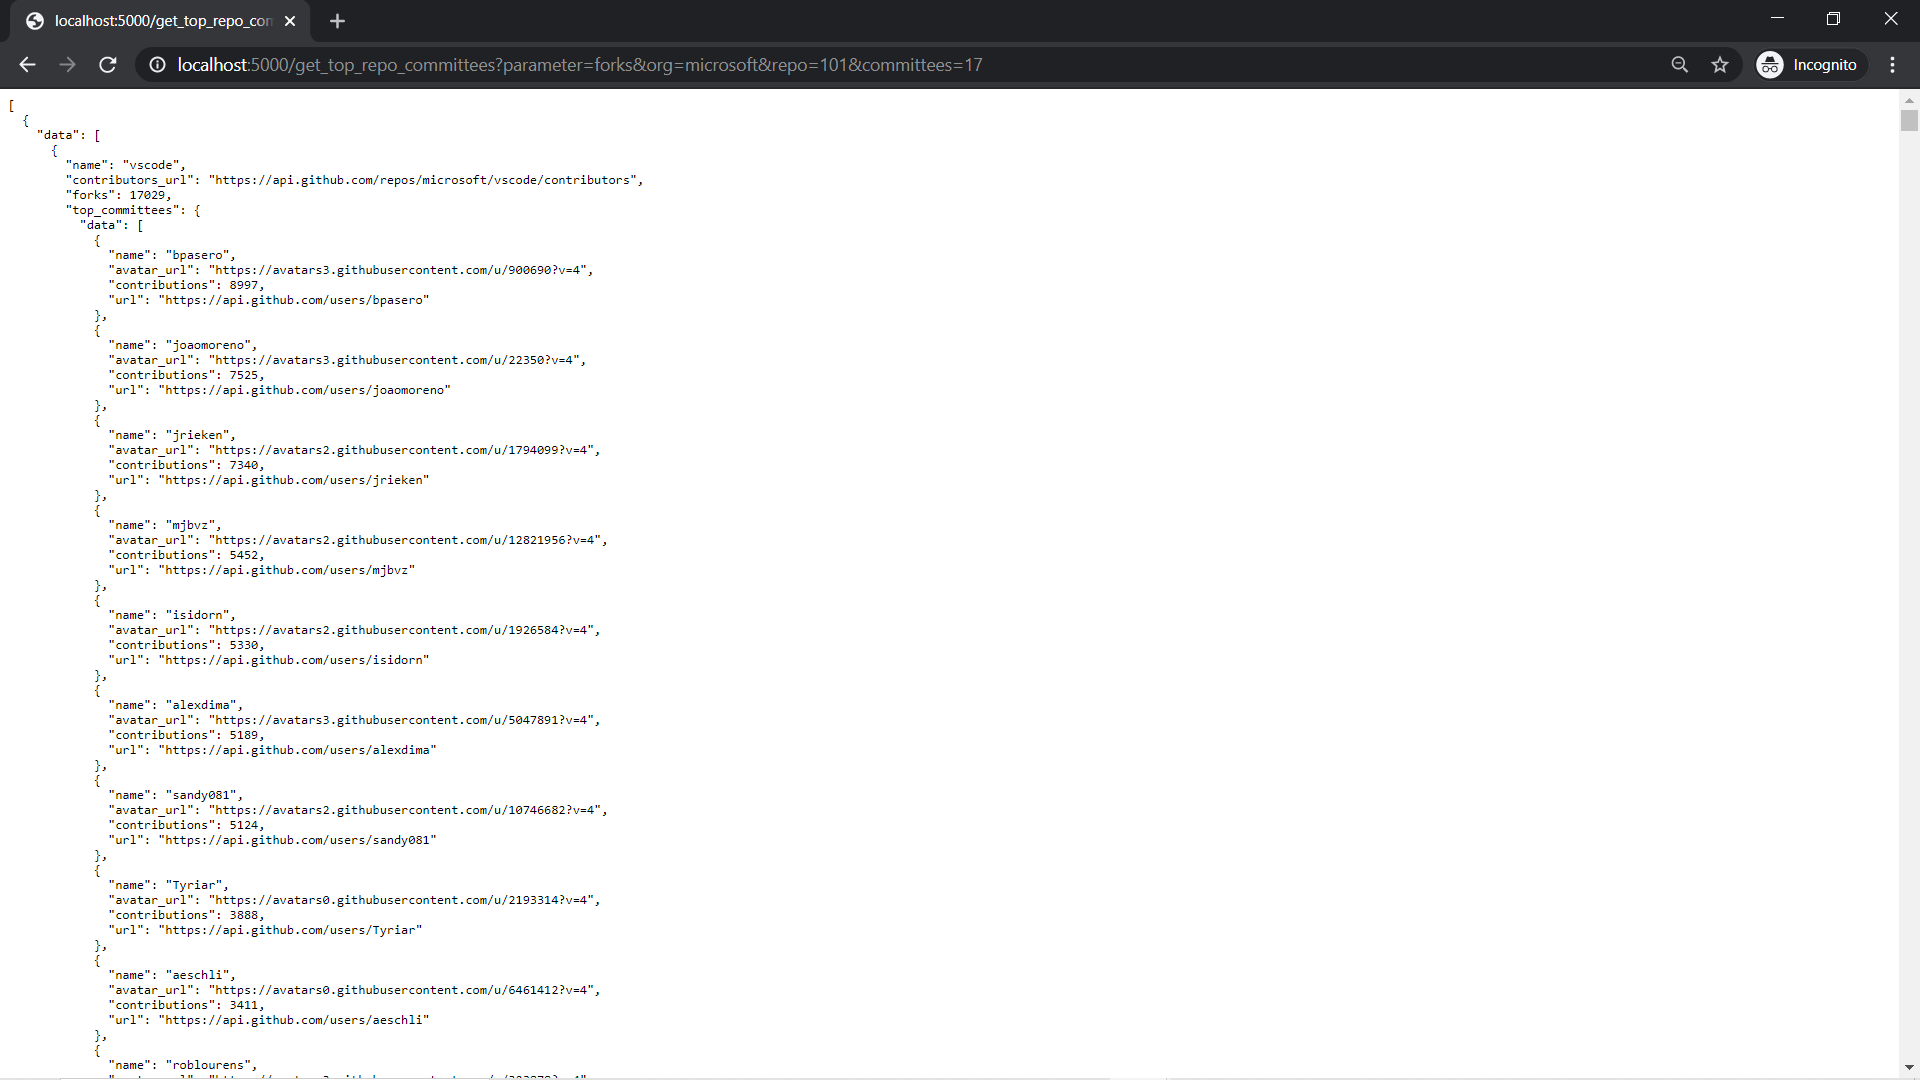 localhost:5000/get_top_repo_con
localhost:5000/get_top_repo_committees?parameter=forks&org=microsoft&repo=101&committees=17
Incognito
[
{
"data": [
{
"name": "vscode",
"contributors_url": "https://api.github.com/repos/microsoft/vscode/contributors",
"forks": 17029,
"top_committees": {
"data": [
{
"name": "bpasero",
"avatar_url": "https://avatars3.githubusercontent.com/u/900690?v=4",
"contributions": 8997,
"url": "https://api.github.com/users/bpasero"
},
{
"name": "joaomoreno",
"avatar_url": "https://avatars3.githubusercontent.com/u/22350?v=4",
"contributions": 7525,
"url": "https://api.github.com/users/joaomoreno"
},
{
"name": "jrieken",
"avatar_url": "https://avatars2.githubusercontent.com/u/1794099?v=4",
"contributions": 7340,
"url": "https://api.github.com/users/jrieken"
},
{
"name": "mjbvz",
"avatar_url": "https://avatars2.githubusercontent.com/u/12821956?v=4",
"contributions": 5452,
"url": "https://api.github.com/users/mjbvz"
},
{
"name": "isidorn",
"avatar_url": "https://avatars2.githubusercontent.com/u/1926584?v=4",
"contributions": 5330,
"url": "https://api.github.com/users/isidorn"
},
{
"name": "alexdima",
"avatar_url": "https://avatars3.githubusercontent.com/u/5047891?v=4",
"contributions": 5189,
"url": "https://api.github.com/users/alexdima"
},
{
"name": "sandy081",
"avatar_url": "https://avatars2.githubusercontent.com/u/10746682?v=4",
"contributions": 5124,
"url": "https://api.github.com/users/sandy081"
},
{
"name": "Tyriar",
"avatar_url": "https://avatars0.githubusercontent.com/u/2193314?v=4",
"contributions": 3888,
"url": "https://api.github.com/users/Tyriar"
},
{
"name": "aeschli",
"avatar_url": "https://avatars0.githubusercontent.com/u/6461412?v=4",
"contributions": 3411,
"url": "https://api.github.com/users/aeschli"
},
{
"name": "roblourens",